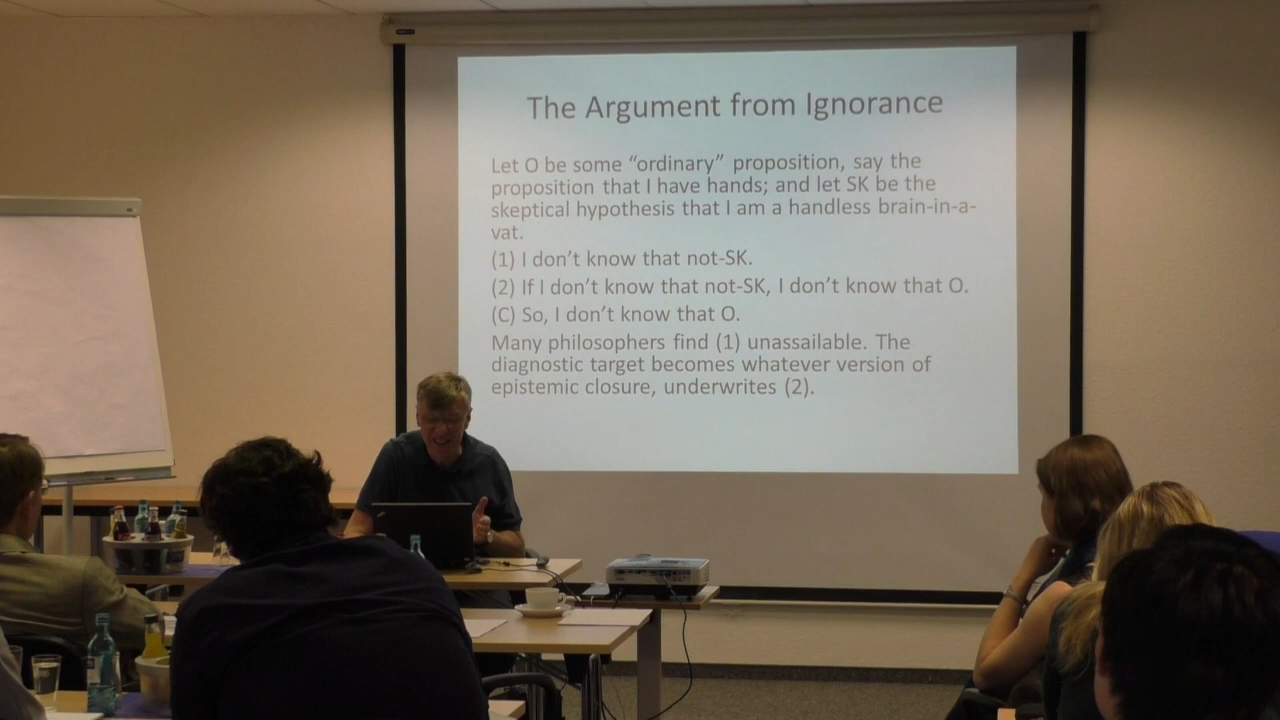 The Argument from Ignorance
Let O be some “ordinary” proposition, say the
proposition that I have hands; and let SK be the
skeptical hypothesis that I am a handless brain-in-a-
vat.
(1) I don’t know that not-SK.
(2) If I don’t know that not-SK, I don’t know that O.
(C) So, I don’t know that O.
Many philosophers find (1) unassailable. The
diagnostic target becomes whatever version of
epistemic closure, underwrites (2).